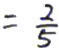 = 2/5